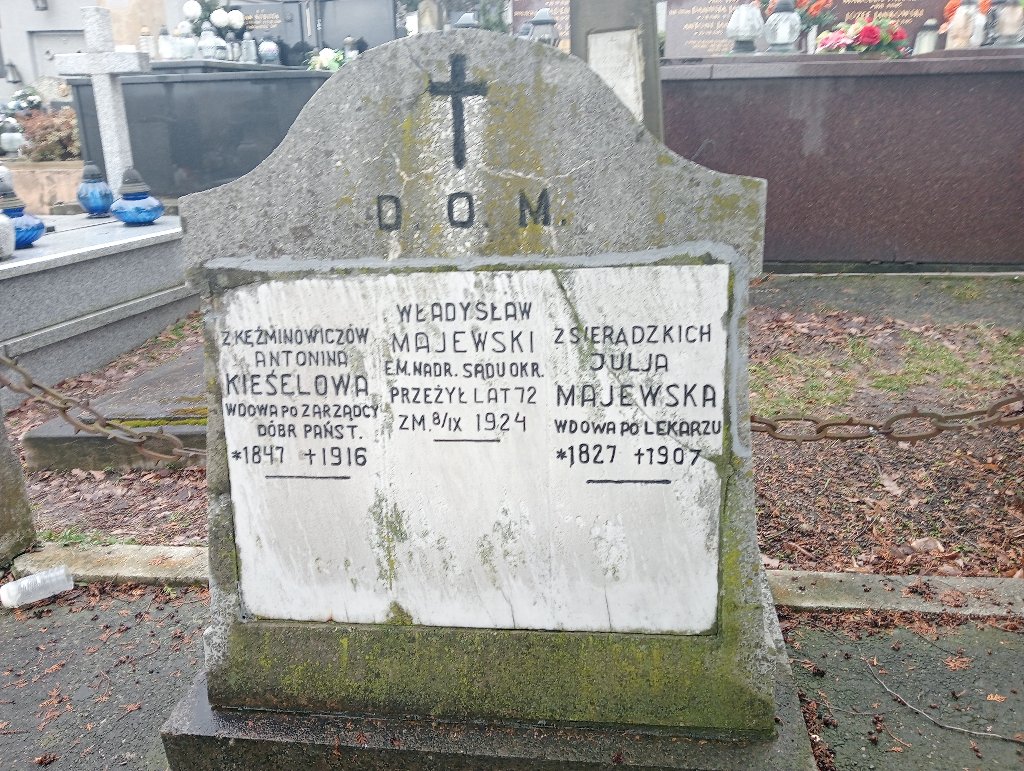 D. O. M.
Z KĘŹMINOWICZÓW
ANTONINA
KIEŚELOWA
WDOWA PO ZARZĄDCY
DÓBR PAŃST.
*1847 +1916
WŁADYSŁAW
MAJEWSKI
EM. NADR. SĄDU OKR.
PRZEŻYŁ LAT 72
ZM. 8/IX 1924
Z SIERADZKICH
JULJA
MAJEWSKA
WDOWA PO LEKARZU
*1827 +1907